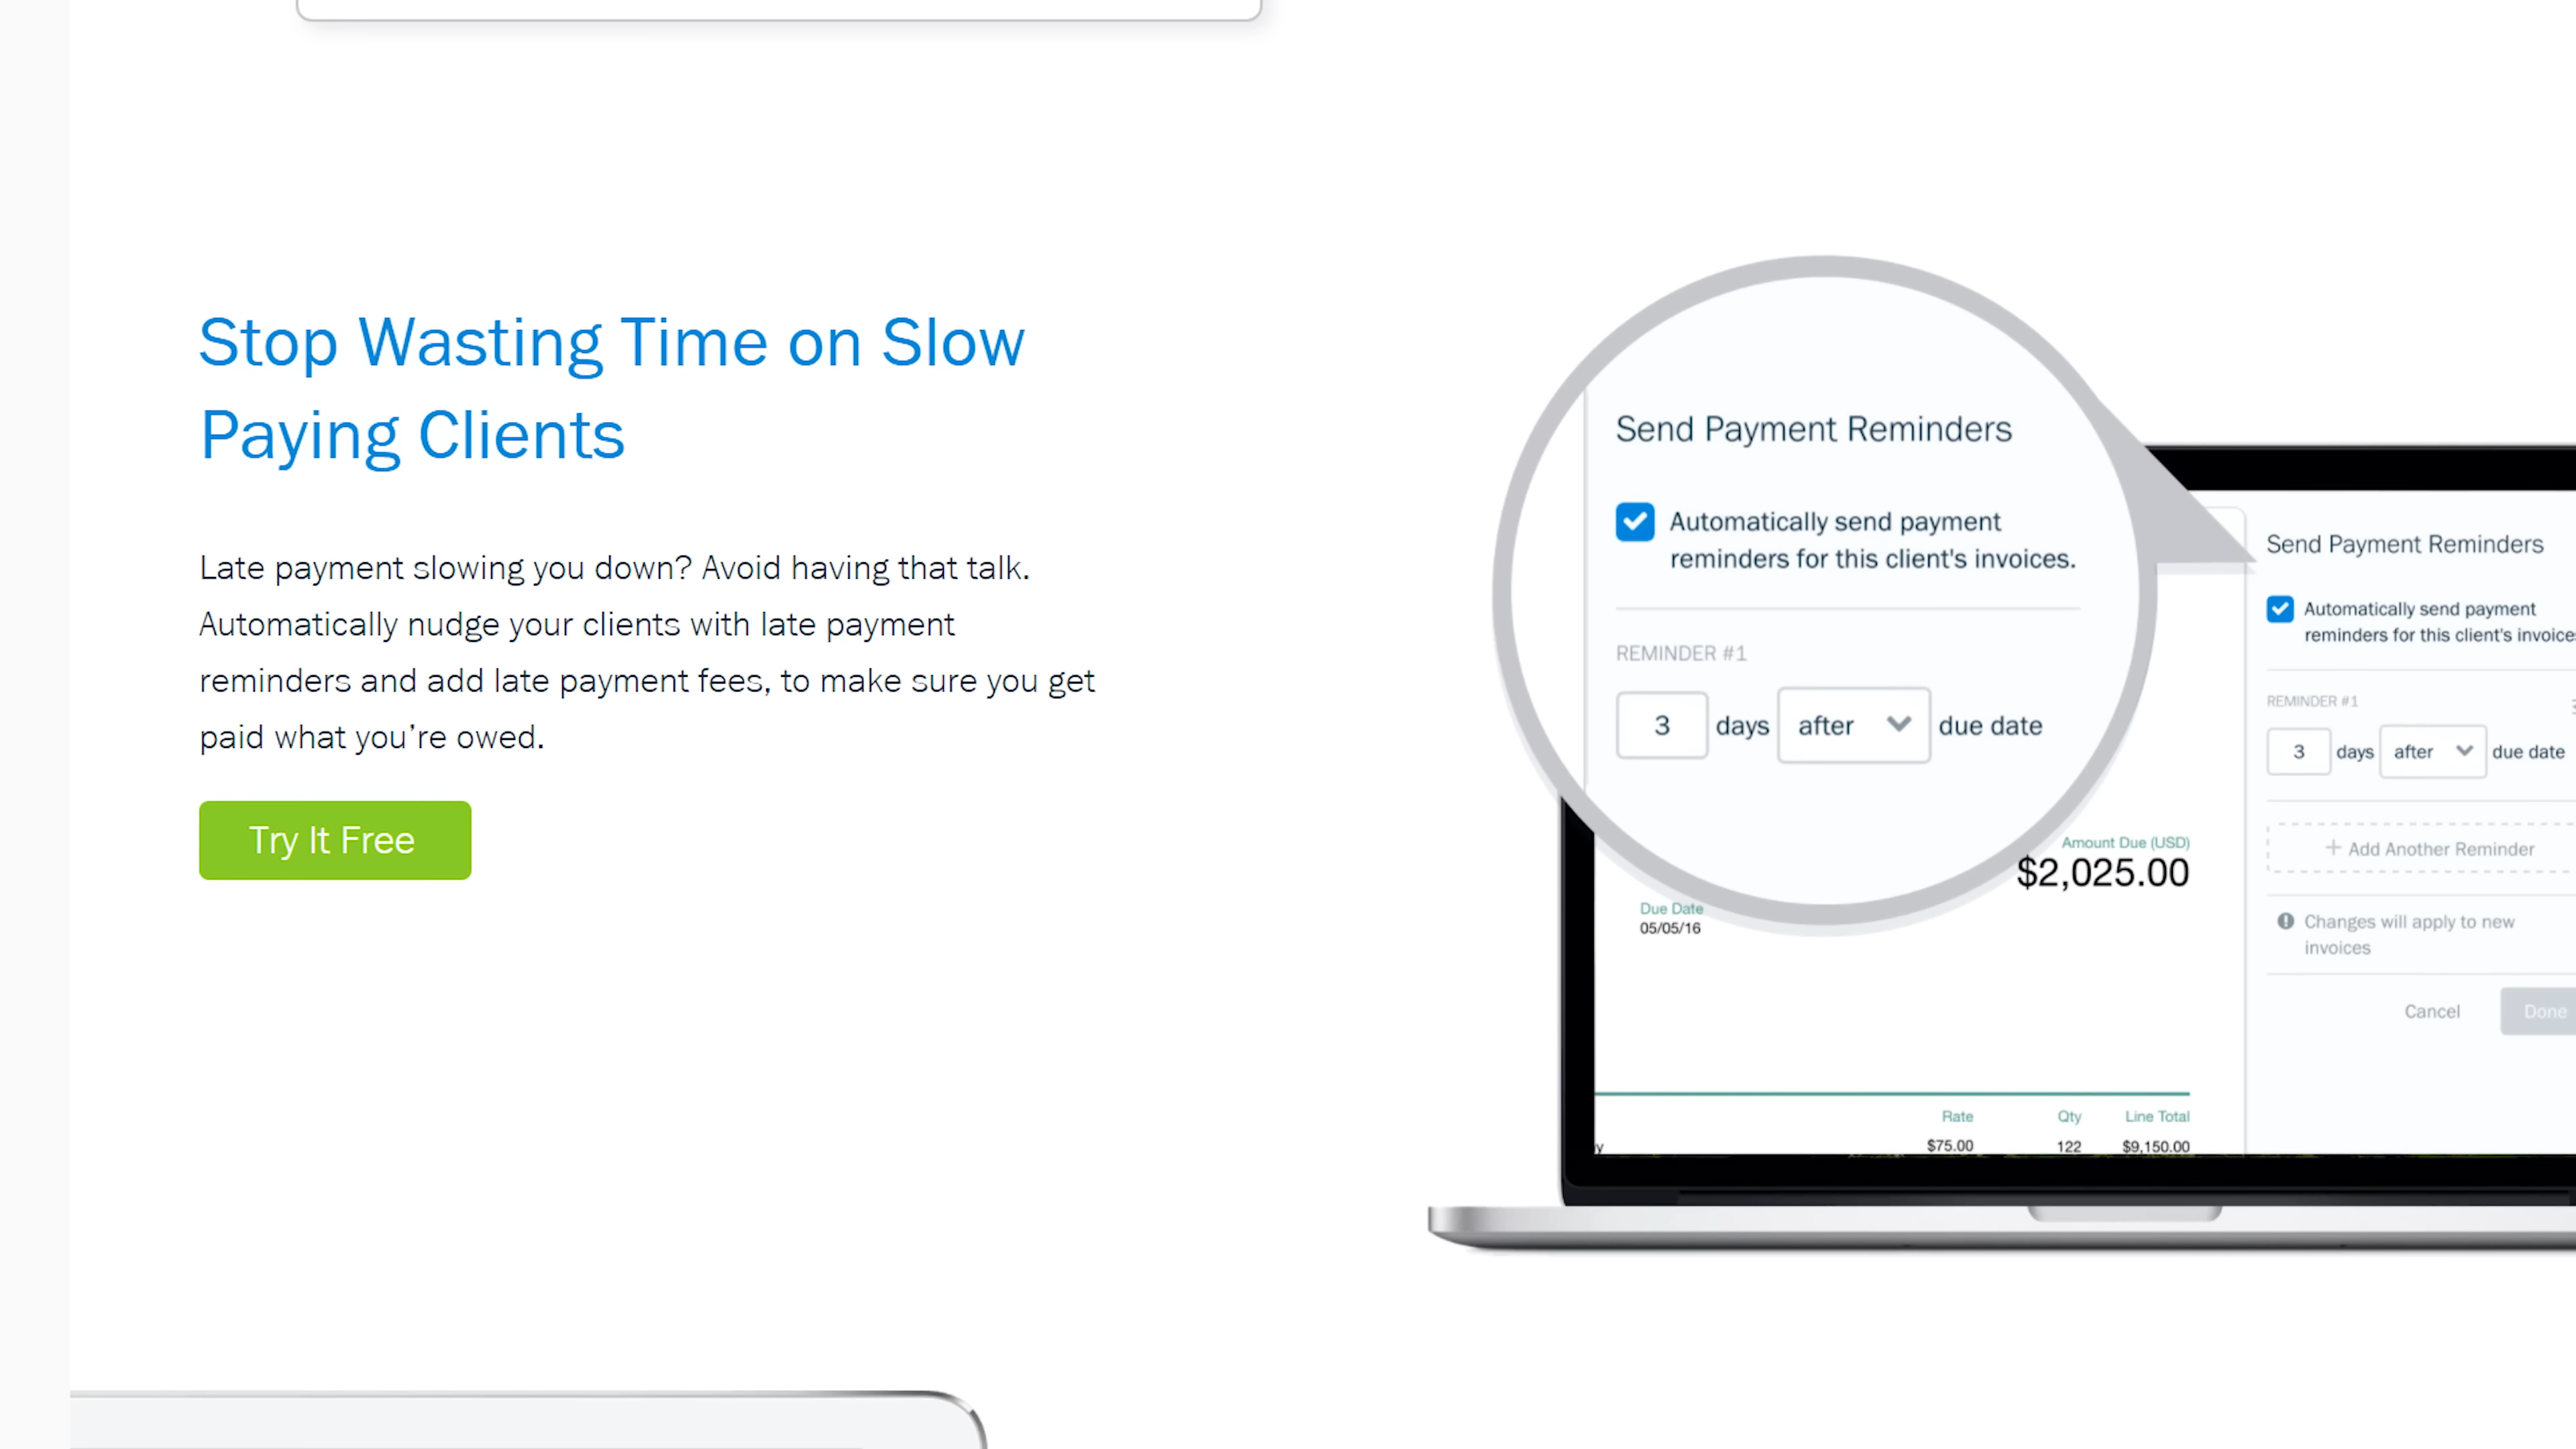 Stop Wasting Time on Slow
Paying Clients
Late payment slowing you down? Avoid having that talk.
Automatically nudge your clients with late payment
reminders and add late payment fees, to make sure you get
paid what you’re owed.
Try It Free
Send Payment Reminders
Automatically send payment
reminders for this client's invoices.
REMINDER #1
3 days after due date
Amount Due (USD)
$2,025.00
Due Date
05/05/16
Rate Qty Line Total
$75.00 122 $9,150.00
Send Payment Reminders
Automatically send payment
reminders for this client's invoice
REMINDER #1
3 days after due date
+ Add Another Reminder
Changes will apply to new
invoices
Cancel Done